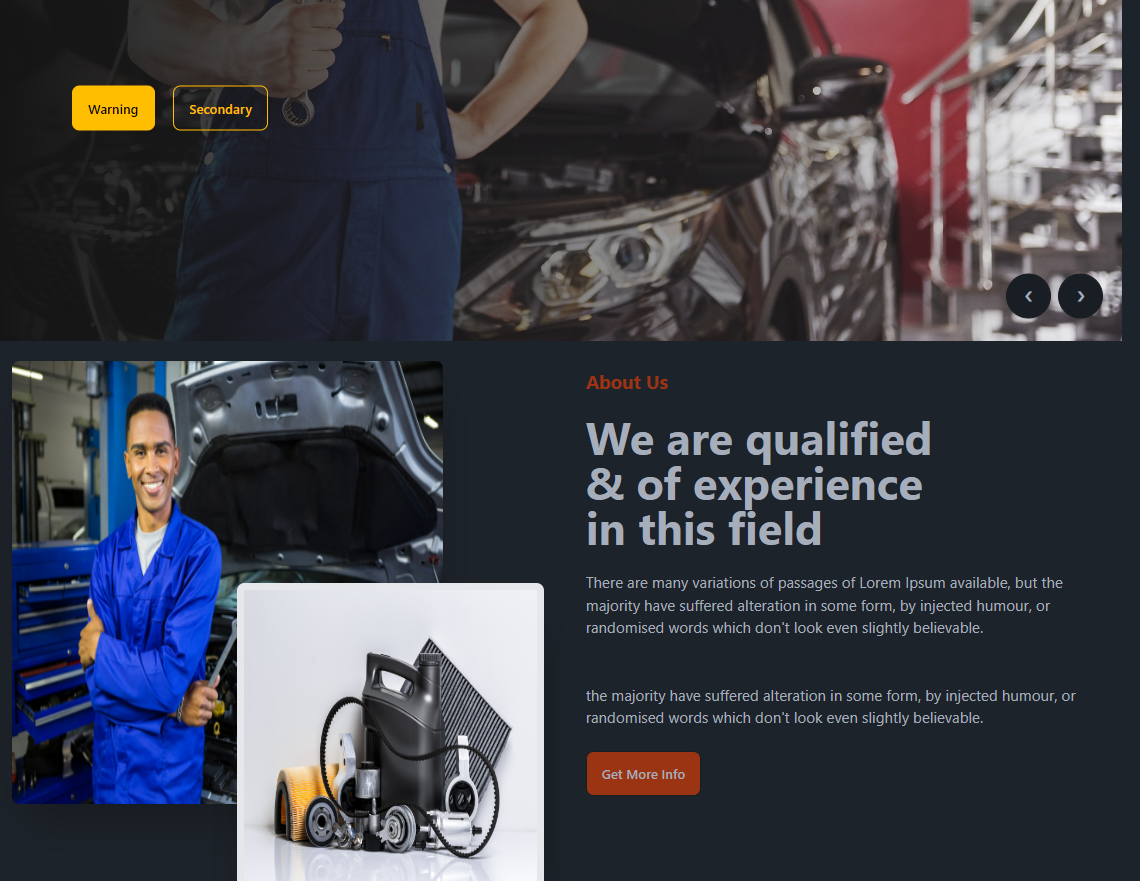 Warning
Secondary
❮ ❯
About Us
We are qualified
& of experience
in this field
There are many variations of passages of Lorem Ipsum available, but the
majority have suffered alteration in some form, by injected humour, or
randomised words which don't look even slightly believable.
the majority have suffered alteration in some form, by injected humour, or
randomised words which don't look even slightly believable.
Get More Info